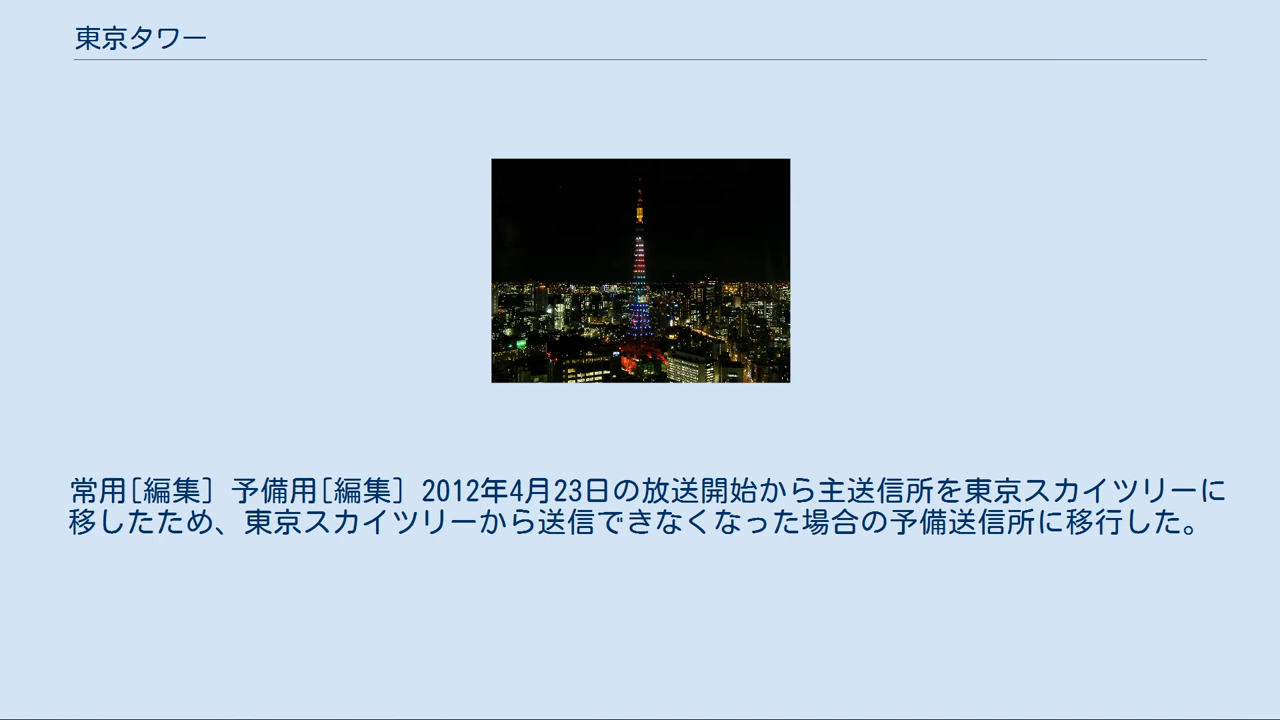 東京タワー
常用[編集] 予備用[編集] 2012年4月23日の放送開始から主送信所を東京スカイツリーに
移したため、東京スカイツリーから送信できなくなった場合の予備送信所に移行した。